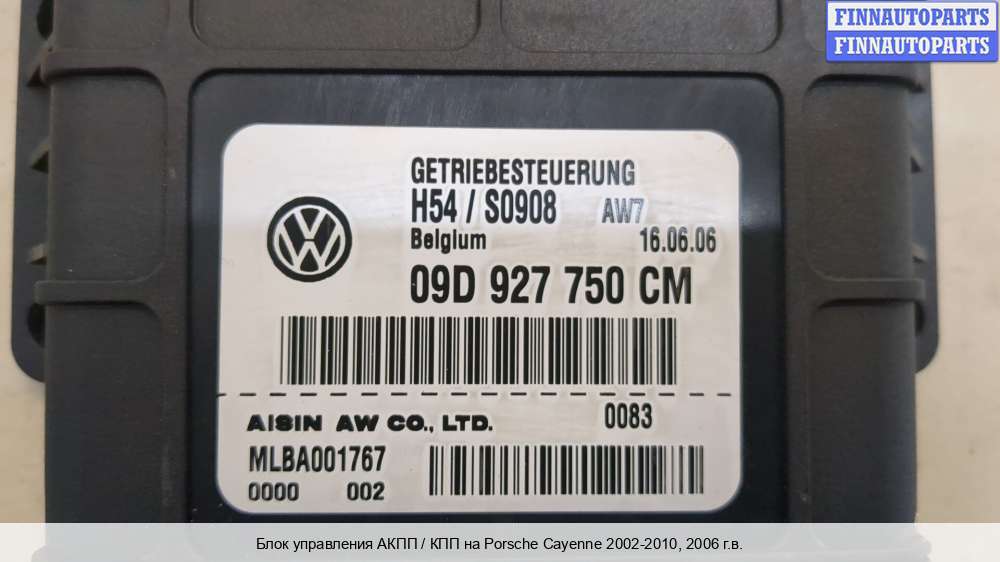 FINNAUTOPARTS
FINNAUTOPARTS
GETRIEBESTEUERUNG
H54 / S0908 AW7
Belgium 16.06.06
09D 927 750 CM
AISIN AW CO., LTD. 0083
MLBA001767
0000 002
Блок управления АКПП / КПП на Porsche Cayenne 2002-2010, 2006 г.в.